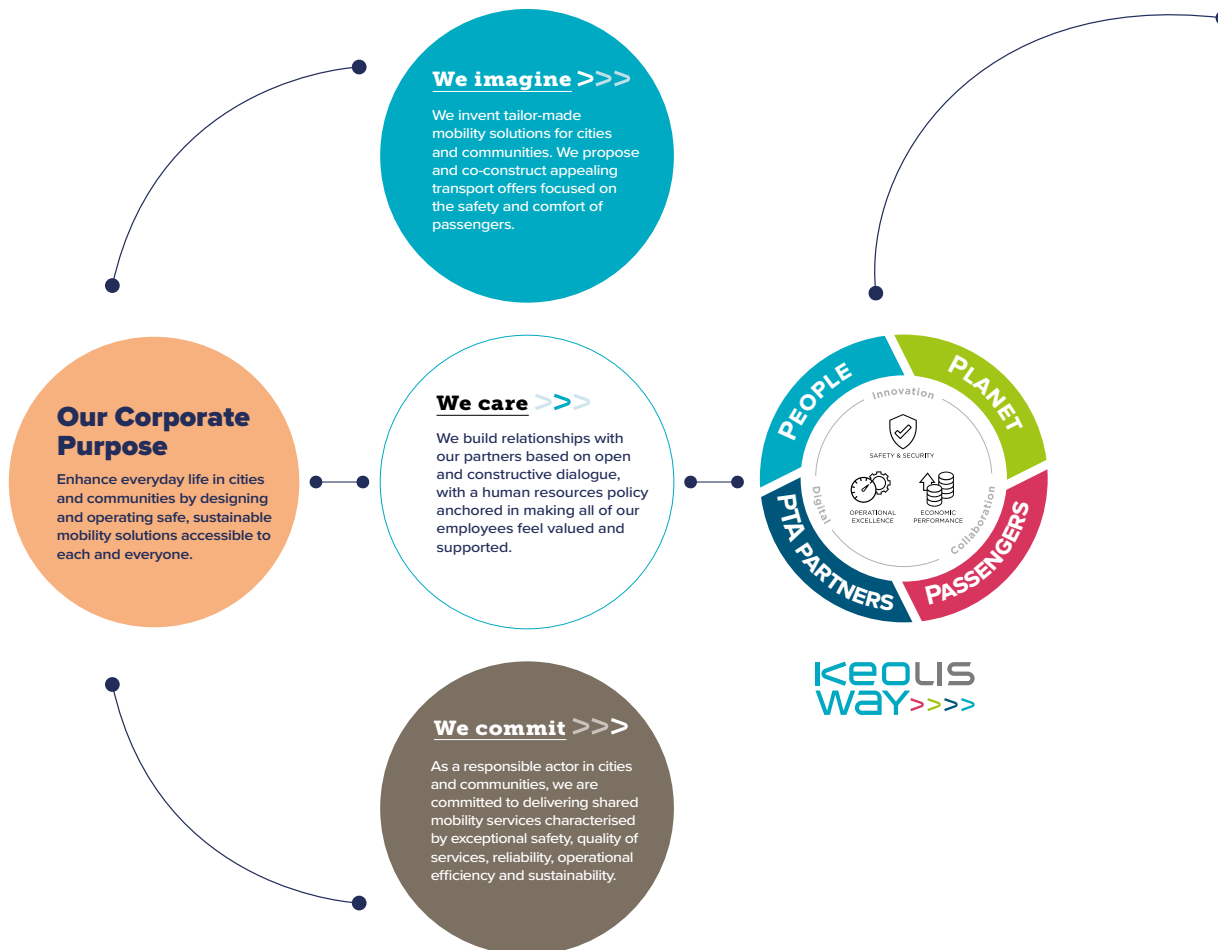 We imagine >>>
We invent tailor-made
mobility solutions for cities
and communities. We propose
and co-construct appealing
transport offers focused on
the safety and comfort of
passengers.
Our Corporate
Purpose
Enhance everyday life in cities
and communities by designing
and operating safe, sustainable
mobility solutions accessible to
each and everyone.
We care >>>
We build relationships with
our partners based on open
and constructive dialogue,
with a human resources policy
anchored in making all of our
employees feel valued and
supported.
PEOPLE
PLANET
PTA PARTNERS
PASSENGERS
Innovation
Digital
Collaboration
SAFETY & SECURITY
OPERATIONAL
EXCELLENCE
ECONOMIC
PERFORMANCE
KEOLIS
WAY>>>>
We commit >>>
As a responsible actor in cities
and communities, we are
committed to delivering shared
mobility services characterised
by exceptional safety, quality of
services, reliability, operational
efficiency and sustainability.